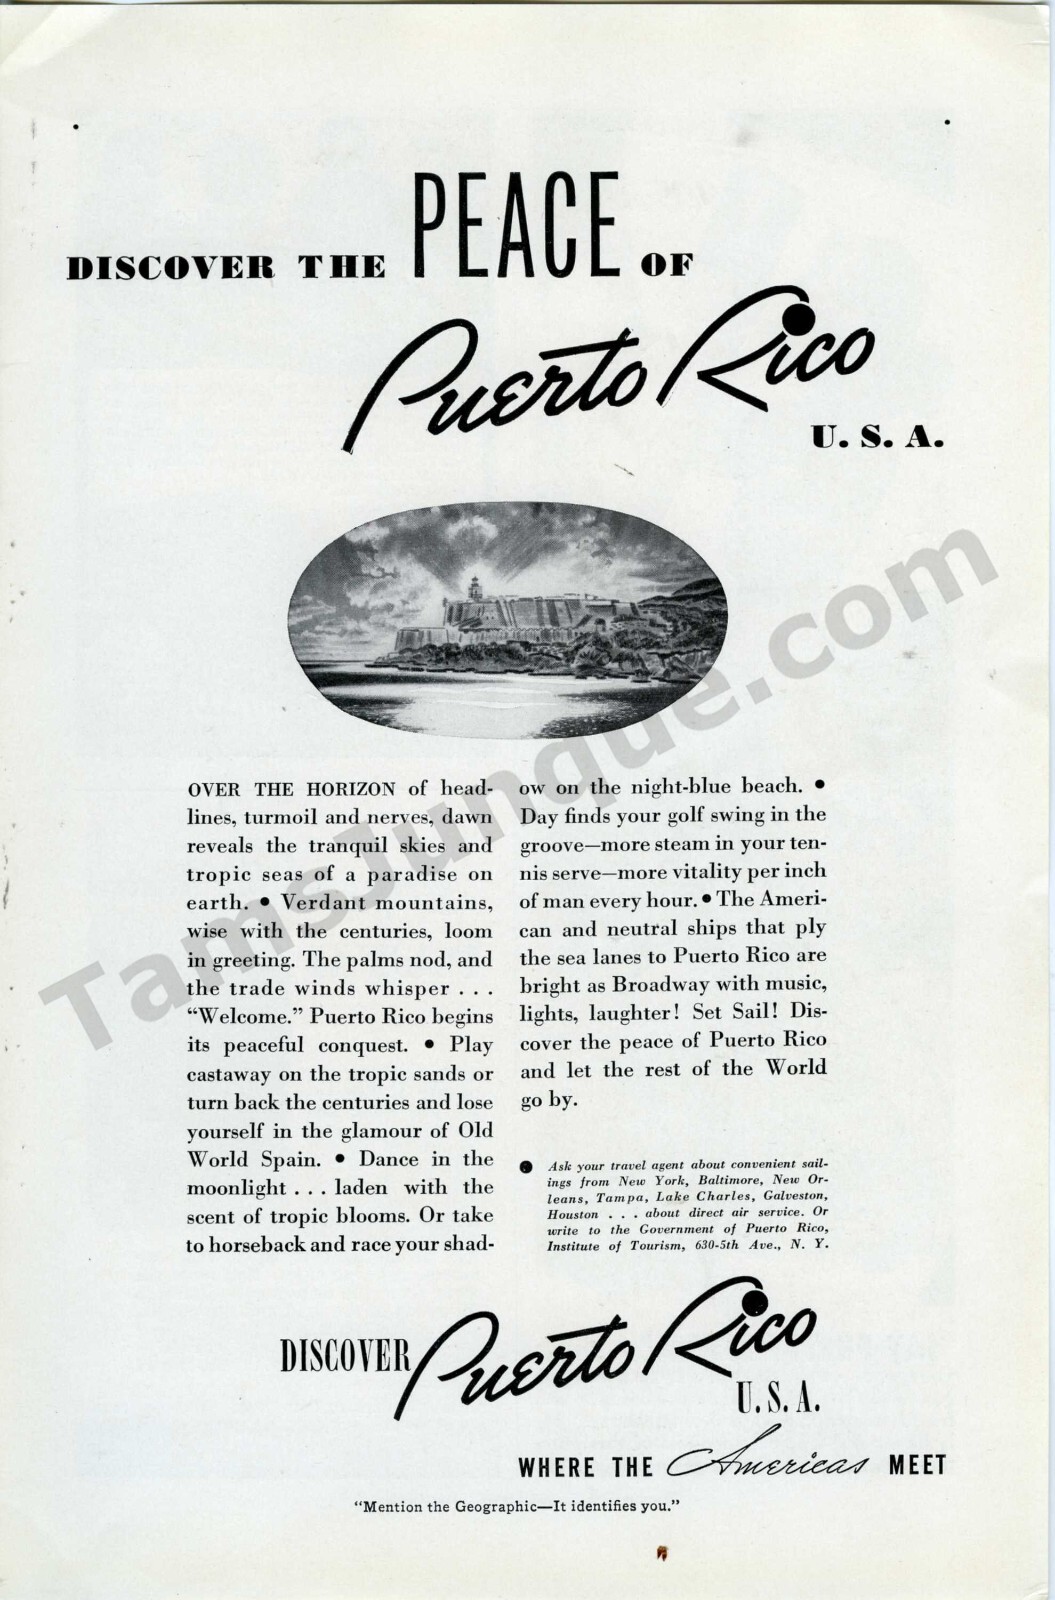 DISCOVER THE PEACE OF
Puerto Rico
U. S. A.
OVER THE HORIZON of head-
lines, turmoil and nerves, dawn
reveals the tranquil skies and
tropic seas of a paradise on
earth. • Verdant mountains,
wise with the centuries, loom
in greeting. The palms nod, and
the trade winds whisper . . .
“Welcome.” Puerto Rico begins
its peaceful conquest. • Play
castaway on the tropic sands or
turn back the centuries and lose
yourself in the glamour of Old
World Spain. • Dance in the
moonlight . . . laden with the
scent of tropic blooms. Or take
to horseback and race your shad-
ow on the night-blue beach. •
Day finds your golf swing in the
groove—more steam in your ten-
nis serve—more vitality per inch
of man every hour. • The Ameri-
can and neutral ships that ply
the sea lanes to Puerto Rico are
bright as Broadway with music,
lights, laughter! Set Sail! Dis-
cover the peace of Puerto Rico
and let the rest of the World
go by.
• Ask your travel agent about convenient sail-
ings from New York, Baltimore, New Or-
leans, Tampa, Lake Charles, Galveston,
Houston . . . about direct air service. Or
write to the Government of Puerto Rico,
Institute of Tourism, 630-5th Ave., N. Y.
DISCOVER Puerto Rico
U. S. A.
WHERE THE Americas MEET
“Mention the Geographic—It identifies you.”
TamsJunque.com